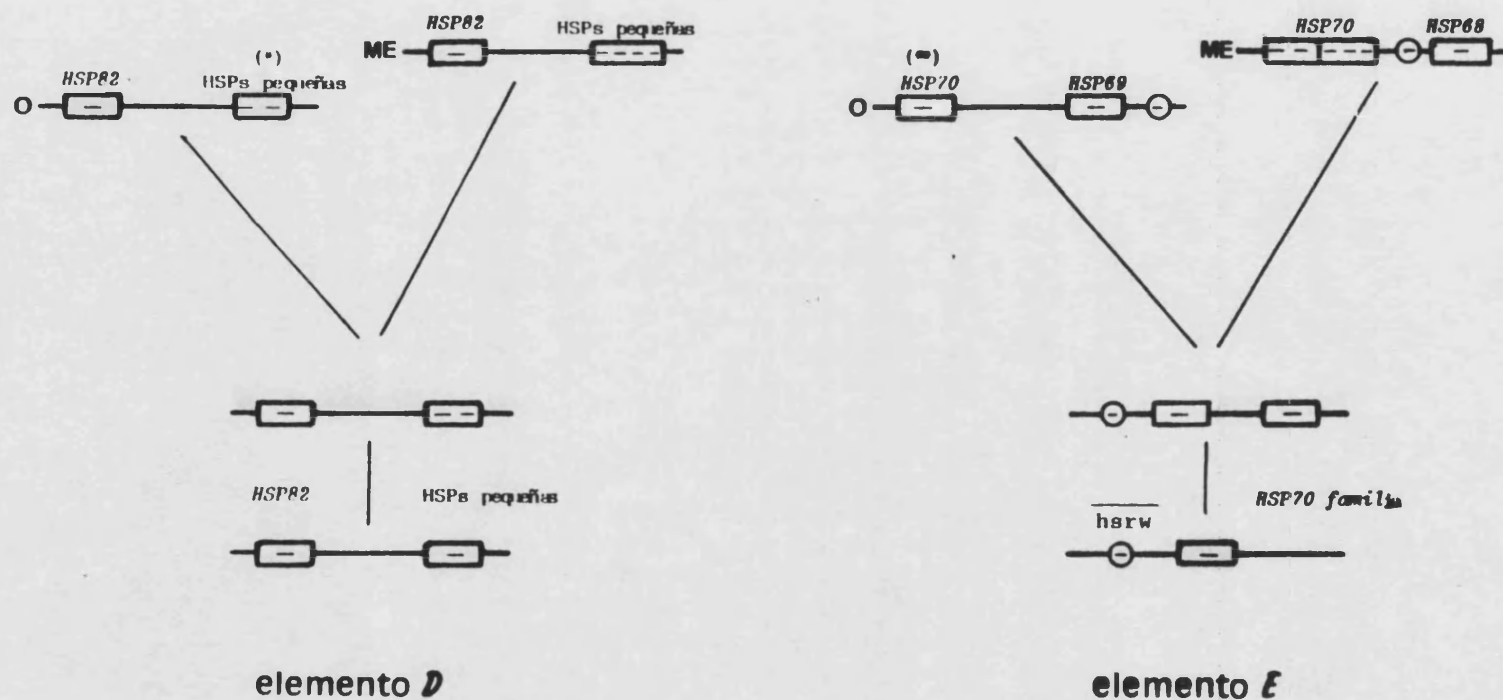 HSP82
HSPs pequeñas
ME
(*)
HSP82
HSPs pequeñas
O
HSP70
HSP68
ME
(∞)
HSP70
HSP69
O
HSP82
HSPs pequeñas
hsrw
HSP70 familia
elemento D
elemento E